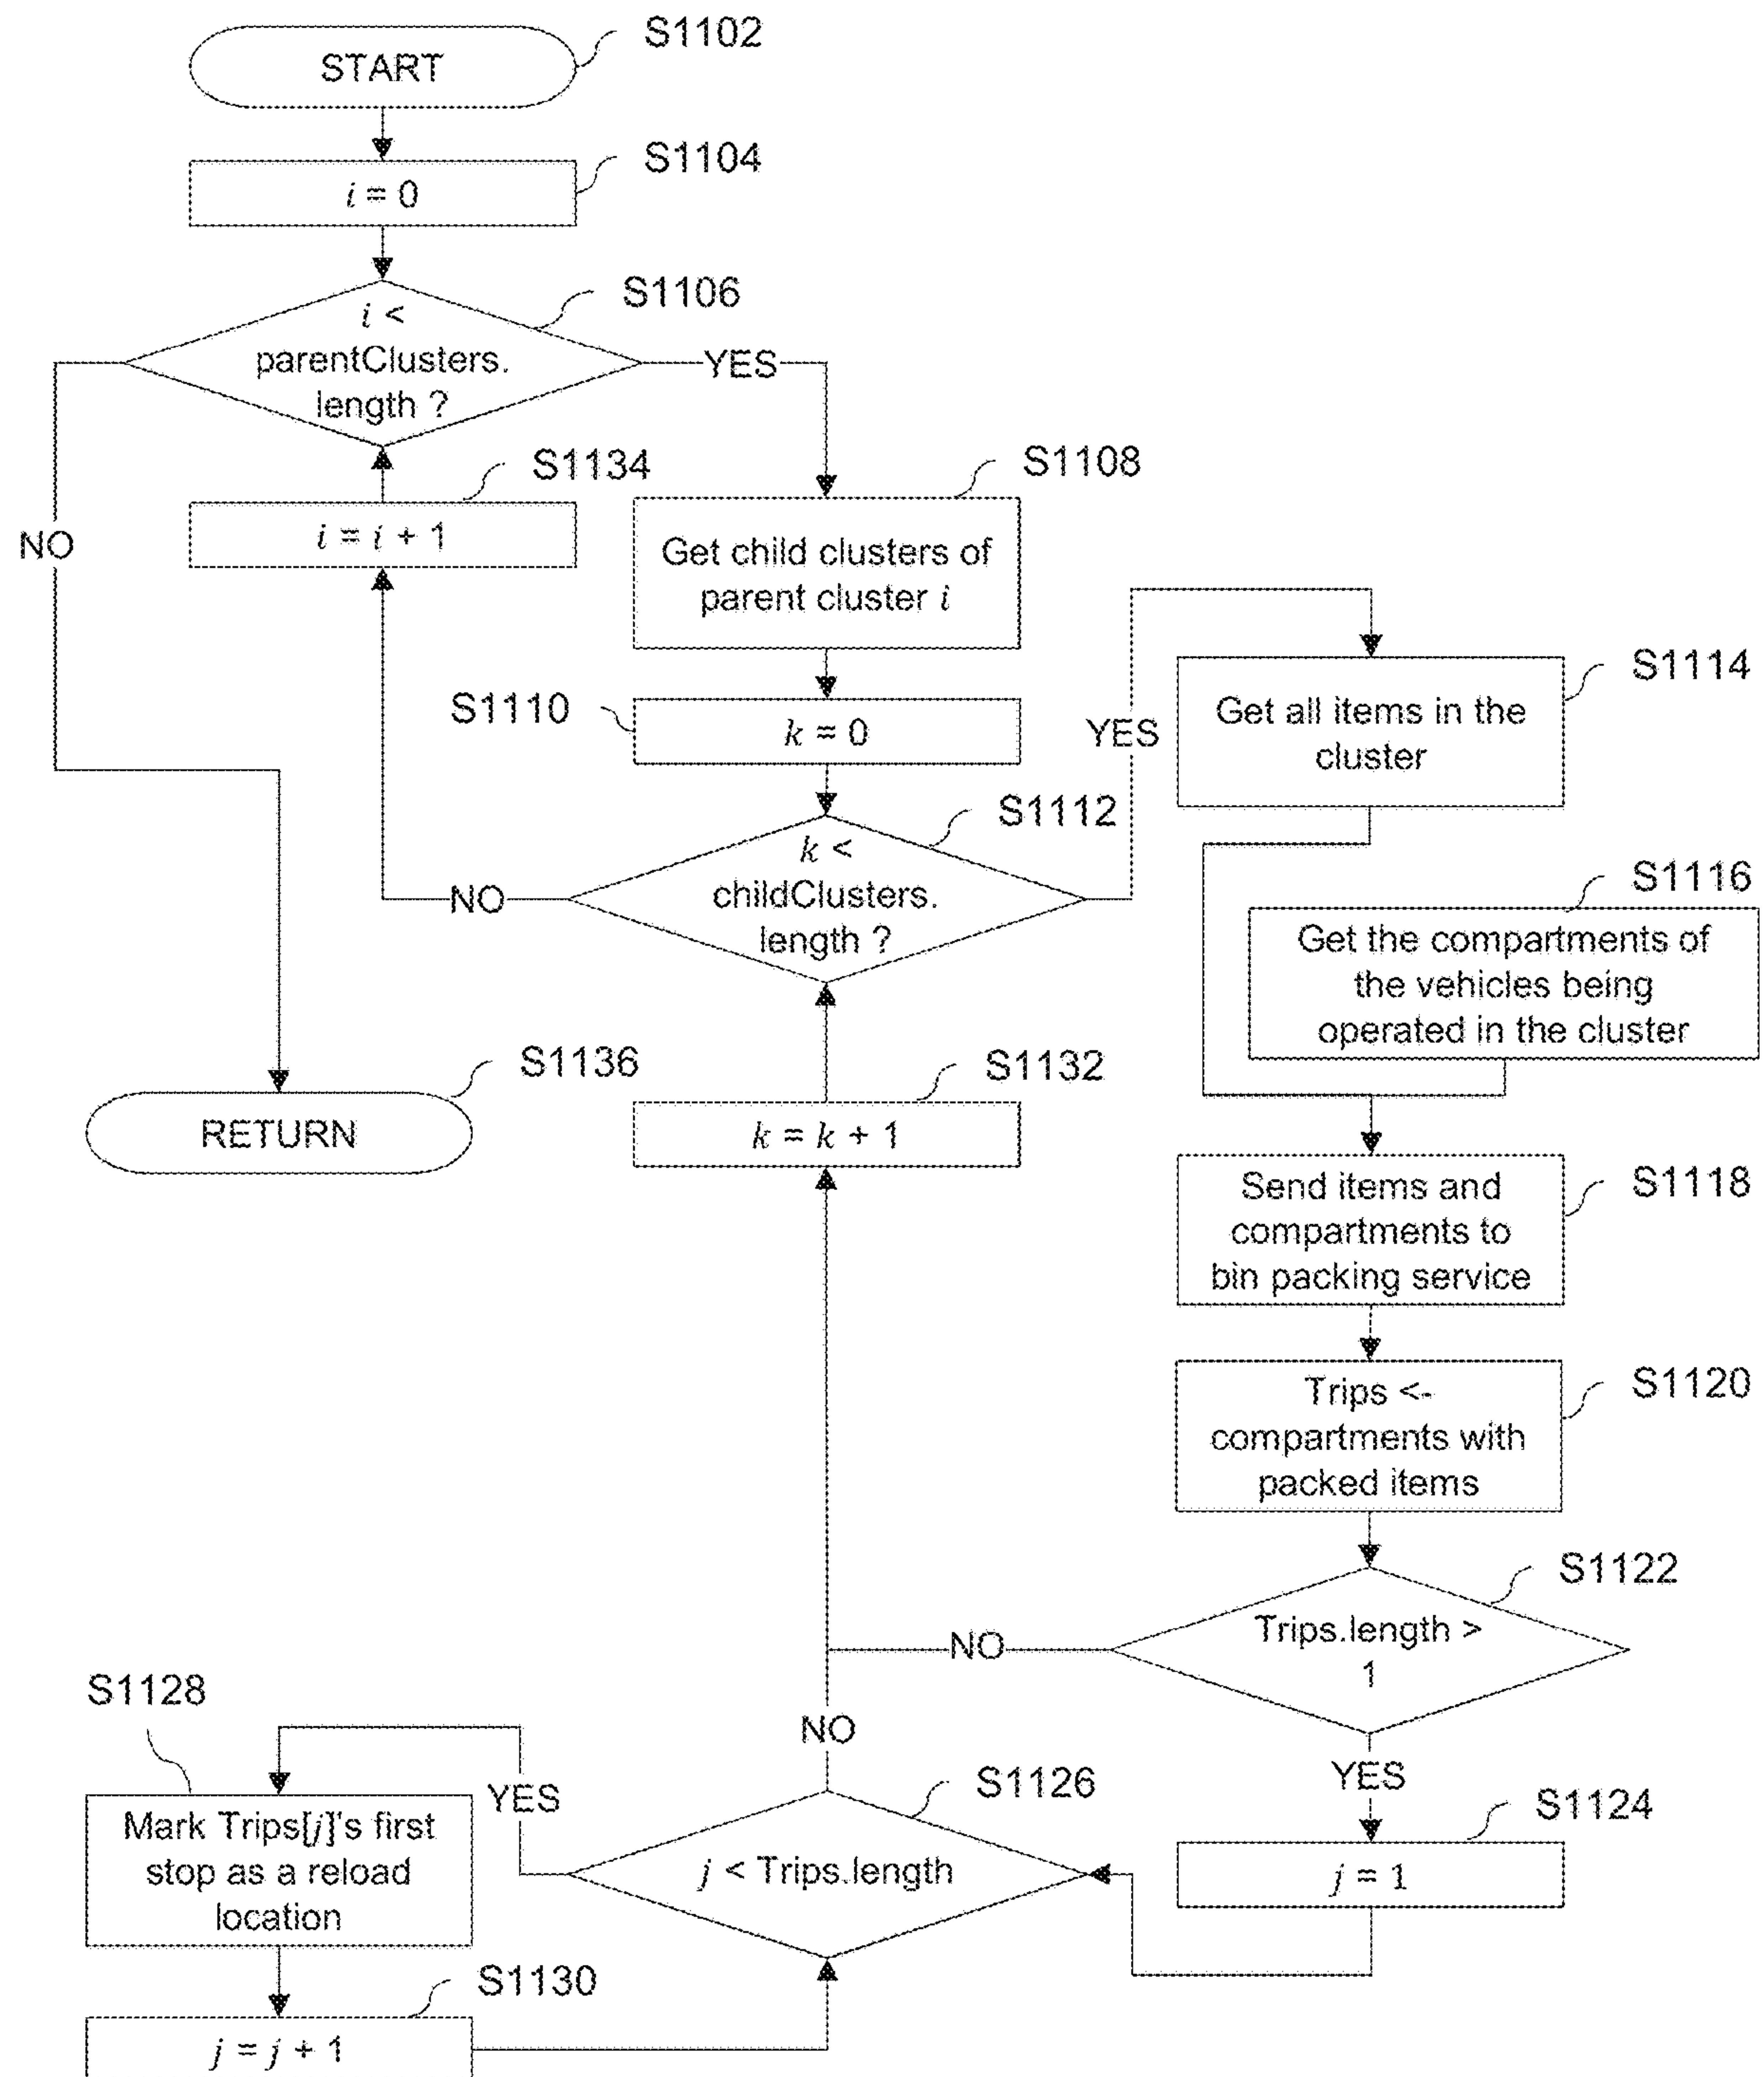 START
S1102
i = 0
S1104
i <
parentClusters.
length ?
S1106
YES
NO
S1134
i = i + 1
S1108
Get child clusters of
parent cluster i
S1110
k = 0
S1112
k <
childClusters.
length ?
NO
YES
S1114
Get all items in the
cluster
S1116
Get the compartments of
the vehicles being
operated in the cluster
S1136
RETURN
S1132
k = k + 1
S1118
Send items and
compartments to
bin packing service
S1120
Trips <-
compartments with
packed items
S1122
Trips.length >
1
NO
YES
S1124
j = 1
S1126
j < Trips.length
NO
YES
S1128
Mark Trips[j]'s first
stop as a reload
location
S1130
j = j + 1